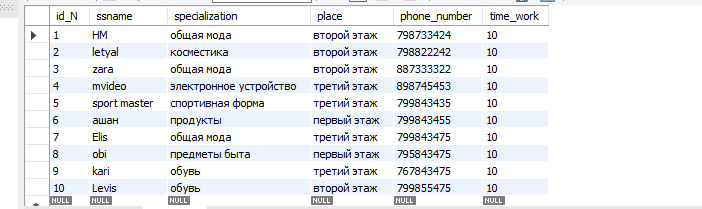 id_N ssname specialization place phone_number time_work
1 HM общая мода второй этаж 798733424 10
2 letyal косместика второй этаж 798822242 10
3 zara общая мода второй этаж 887333322 10
4 mvideo электронное устройство третий этаж 898745453 10
5 sport master спортивная форма третий этаж 799843435 10
6 ашан продукты первый этаж 799843455 10
7 Elis общая мода третий этаж 799843475 10
8 obi предметы быта первый этаж 795843475 10
9 kari обувь третий этаж 767843475 10
10 Levis обувь второй этаж 799855475 10
NULL NULL NULL NULL NULL NULL